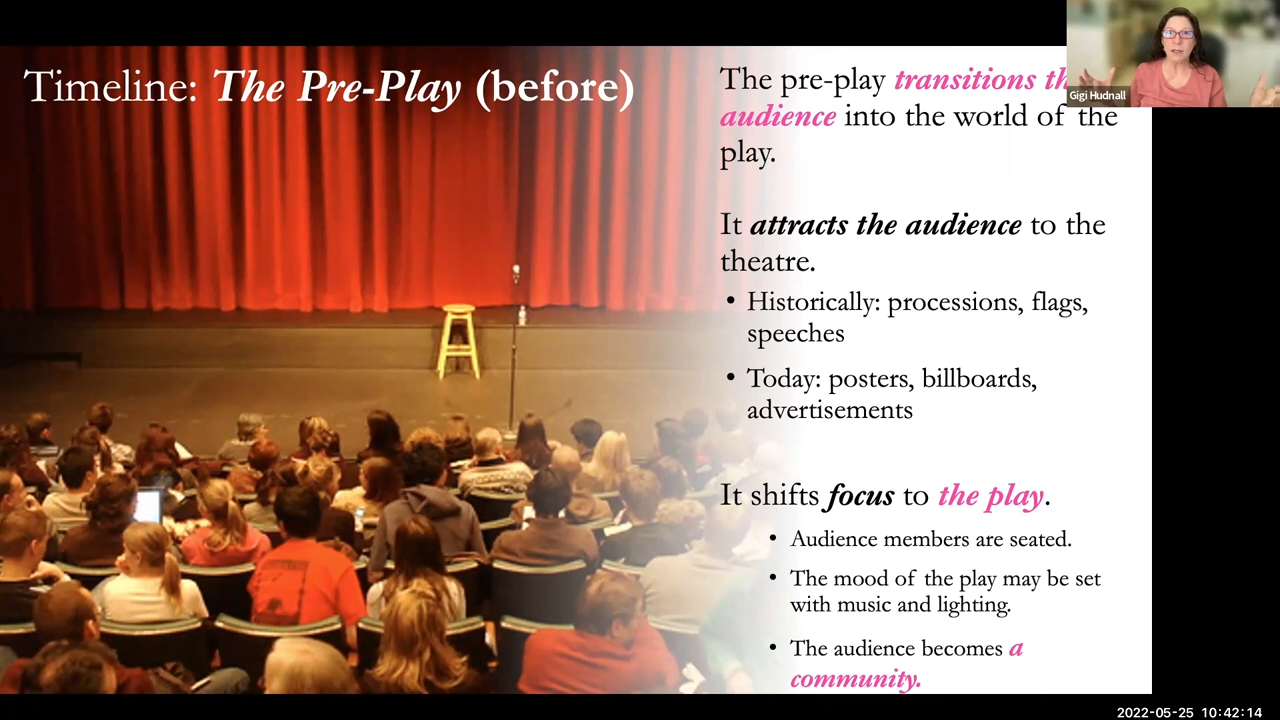 Timeline: The Pre-Play (before)
The pre-play transitions th
audience into the world of the
play.
It attracts the audience to the
theatre.
• Historically: processions, flags,
speeches
• Today: posters, billboards,
advertisements
It shifts focus to the play.
• Audience members are seated.
• The mood of the play may be set
with music and lighting.
• The audience becomes a
community.
Gigi Hudnall
2022-05-25 10:42:14